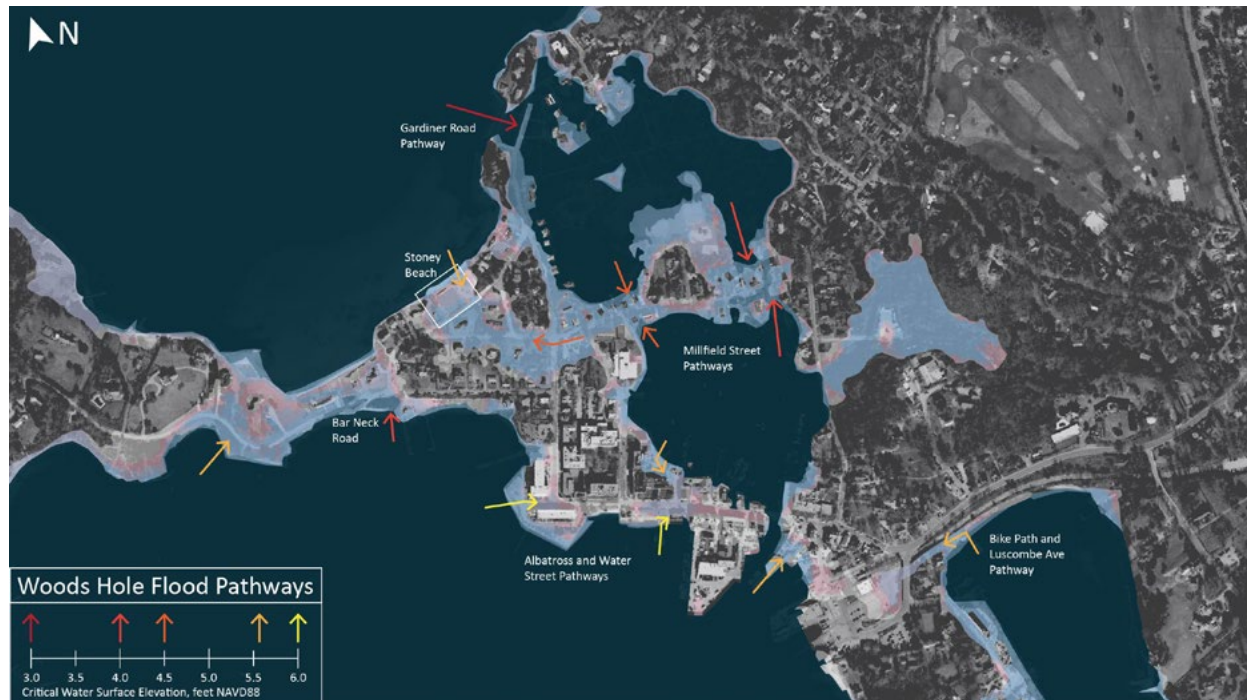 N
Gardiner Road
Pathway
Stoney
Beach
Millfield Street
Pathways
Bar Neck
Road
Albatross and Water
Street Pathways
Bike Path and
Luscombe Ave
Pathway
Woods Hole Flood Pathways
3.0 4.0 4.5 5.0 5.5 6.0
Critical Water Surface Elevation, feet NAVD88